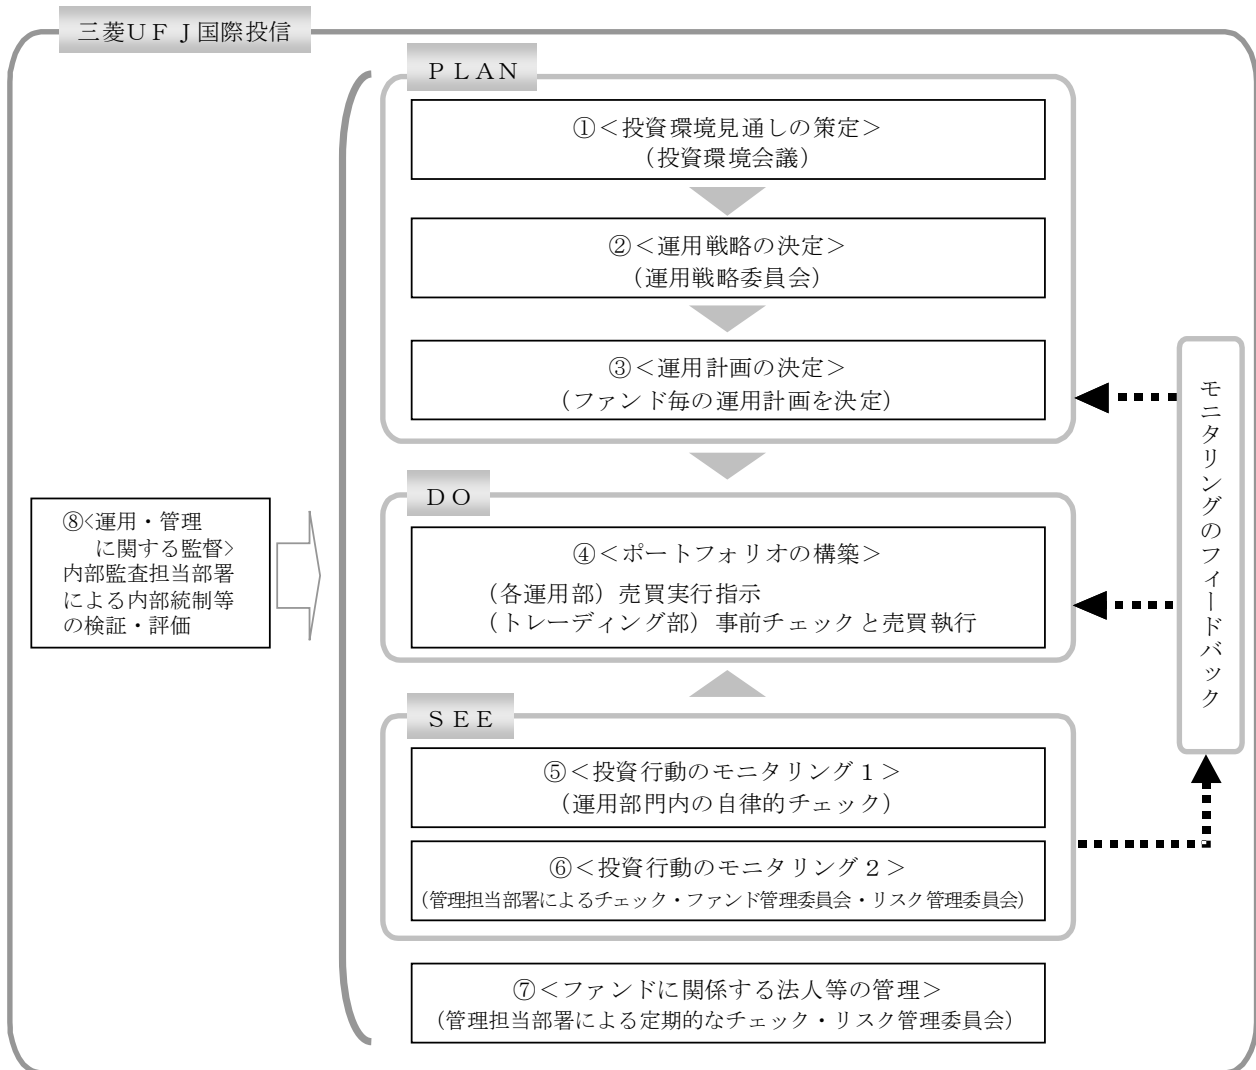 三菱ＵＦＪ国際投信
ＰＬＡＮ
①＜投資環境見通しの策定＞
（投資環境会議）
②＜運用戦略の決定＞
（運用戦略委員会）
③＜運用計画の決定＞
（ファンド毎の運用計画を決定）
ＤＯ
④＜ポートフォリオの構築＞
（各運用部）売買実行指示
（トレーディング部）事前チェックと売買執行
ＳＥＥ
⑤＜投資行動のモニタリング１＞
（運用部門内の自律的チェック）
⑥＜投資行動のモニタリング２＞
（管理担当部署によるチェック・ファンド管理委員会・リスク管理委員会）
⑦＜ファンドに関係する法人等の管理＞
（管理担当部署による定期的なチェック・リスク管理委員会）
⑧<運用・管理
に関する監督>
内部監査担当部署
による内部統制等
の検証・評価
モニタリングのフィードバック